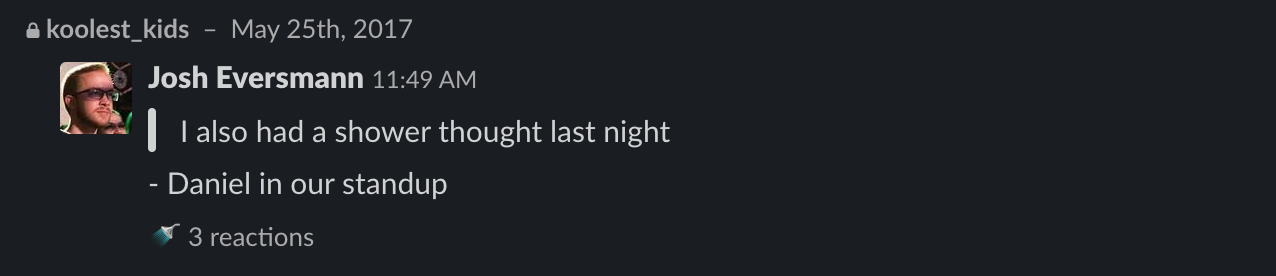 koolest_kids – May 25th, 2017
Josh Eversmann 11:49 AM
I also had a shower thought last night
- Daniel in our standup
3 reactions